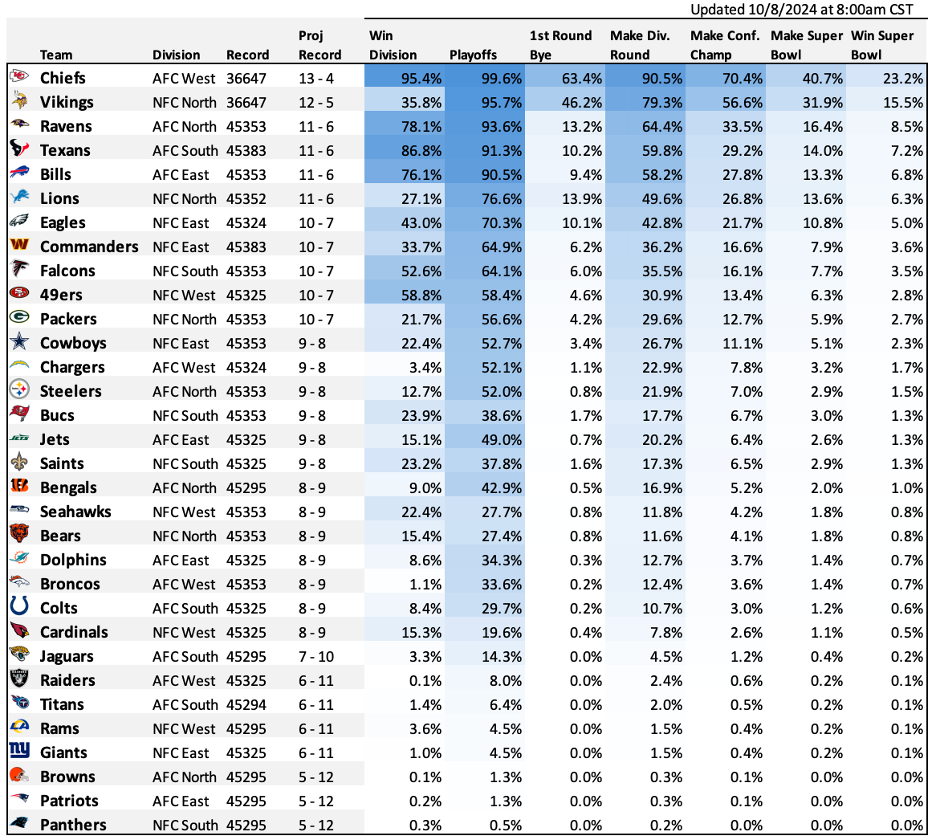 Updated 10/8/2024 at 8:00am CST
Proj Win 1st Round Make Div. Make Conf. Make Super Win Super
Team Division Record Record Division Playoffs Bye Round Champ Bowl Bowl
Chiefs AFC West 36647 13 - 4 95.4% 99.6% 63.4% 90.5% 70.4% 40.7% 23.2%
Vikings NFC North 36647 12 - 5 35.8% 95.7% 46.2% 79.3% 56.6% 31.9% 15.5%
Ravens AFC North 45353 11 - 6 78.1% 93.6% 13.2% 64.4% 33.5% 16.4% 8.5%
Texans AFC South 45383 11 - 6 86.8% 91.3% 10.2% 59.8% 29.2% 14.0% 7.2%
Bills AFC East 45353 11 - 6 76.1% 90.5% 9.4% 58.2% 27.8% 13.3% 6.8%
Lions NFC North 45352 11 - 6 27.1% 76.6% 13.9% 49.6% 26.8% 13.6% 6.3%
Eagles NFC East 45324 10 - 7 43.0% 70.3% 10.1% 42.8% 21.7% 10.8% 5.0%
Commanders NFC East 45383 10 - 7 33.7% 64.9% 6.2% 36.2% 16.6% 7.9% 3.6%
Falcons NFC South 45353 10 - 7 52.6% 64.1% 6.0% 35.5% 16.1% 7.7% 3.5%
49ers NFC West 45325 10 - 7 58.8% 58.4% 4.6% 30.9% 13.4% 6.3% 2.8%
Packers NFC North 45353 10 - 7 21.7% 56.6% 4.2% 29.6% 12.7% 5.9% 2.7%
Cowboys NFC East 45353 9 - 8 22.4% 52.7% 3.4% 26.7% 11.1% 5.1% 2.3%
Chargers AFC West 45324 9 - 8 3.4% 52.1% 1.1% 22.9% 7.8% 3.2% 1.7%
Steelers AFC North 45353 9 - 8 12.7% 52.0% 0.8% 21.9% 7.0% 2.9% 1.5%
Bucs NFC South 45353 9 - 8 23.9% 38.6% 1.7% 17.7% 6.7% 3.0% 1.3%
JETS Jets AFC East 45325 9 - 8 15.1% 49.0% 0.7% 20.2% 6.4% 2.6% 1.3%
Saints NFC South 45325 9 - 8 23.2% 37.8% 1.6% 17.3% 6.5% 2.9% 1.3%
Bengals AFC North 45295 8 - 9 9.0% 42.9% 0.5% 16.9% 5.2% 2.0% 1.0%
Seahawks NFC West 45353 8 - 9 22.4% 27.7% 0.8% 11.8% 4.2% 1.8% 0.8%
Bears NFC North 45353 8 - 9 15.4% 27.4% 0.8% 11.6% 4.1% 1.8% 0.8%
Dolphins AFC East 45325 8 - 9 8.6% 34.3% 0.3% 12.7% 3.7% 1.4% 0.7%
Broncos AFC West 45353 8 - 9 1.1% 33.6% 0.2% 12.4% 3.6% 1.4% 0.7%
Colts AFC South 45325 8 - 9 8.4% 29.7% 0.2% 10.7% 3.0% 1.2% 0.6%
Cardinals NFC West 45325 8 - 9 15.3% 19.6% 0.4% 7.8% 2.6% 1.1% 0.5%
Jaguars AFC South 45295 7 - 10 3.3% 14.3% 0.0% 4.5% 1.2% 0.4% 0.2%
Raiders AFC West 45325 6 - 11 0.1% 8.0% 0.0% 2.4% 0.6% 0.2% 0.1%
Titans AFC South 45294 6 - 11 1.4% 6.4% 0.0% 2.0% 0.5% 0.2% 0.1%
Rams NFC West 45295 6 - 11 3.6% 4.5% 0.0% 1.5% 0.4% 0.2% 0.1%
ny Giants NFC East 45325 6 - 11 1.0% 4.5% 0.0% 1.5% 0.4% 0.2% 0.1%
Browns AFC North 45295 5 - 12 0.1% 1.3% 0.0% 0.3% 0.1% 0.0% 0.0%
Patriots AFC East 45295 5 - 12 0.2% 1.3% 0.0% 0.3% 0.1% 0.0% 0.0%
Panthers NFC South 45295 5 - 12 0.3% 0.5% 0.0% 0.2% 0.0% 0.0% 0.0%